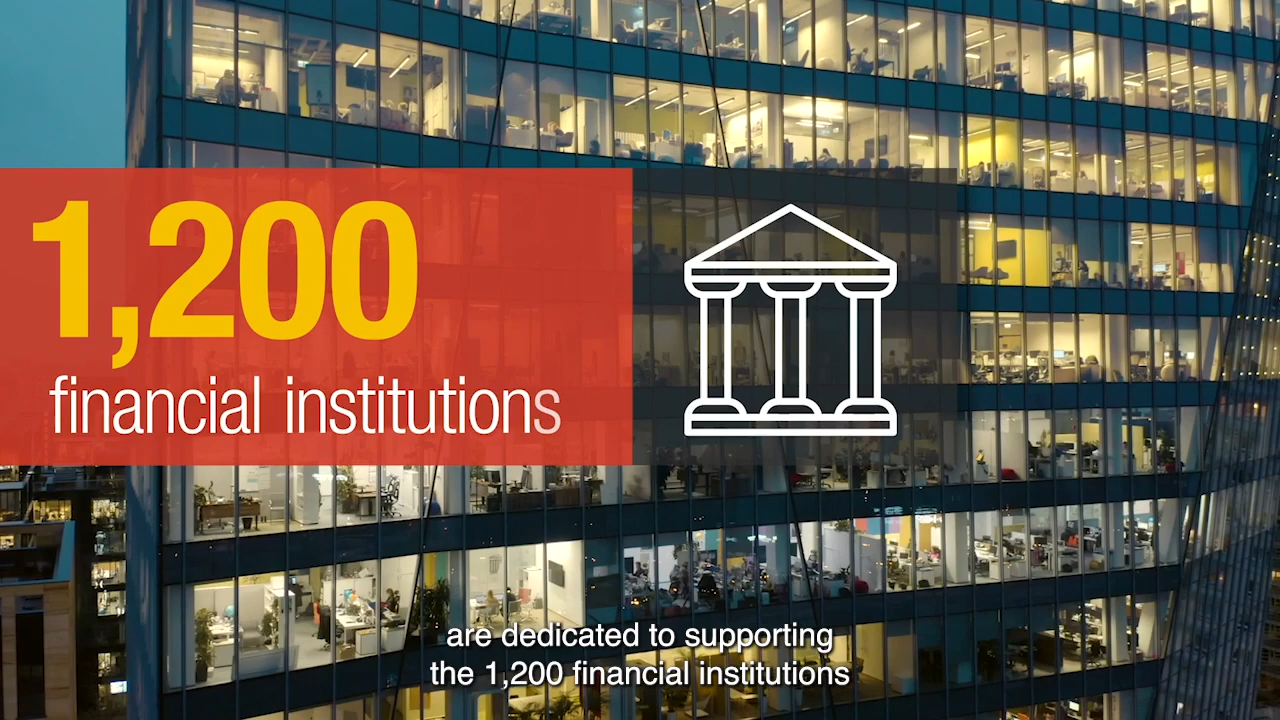 1,200
financial institutions
are dedicated to supporting
the 1,200 financial institutions